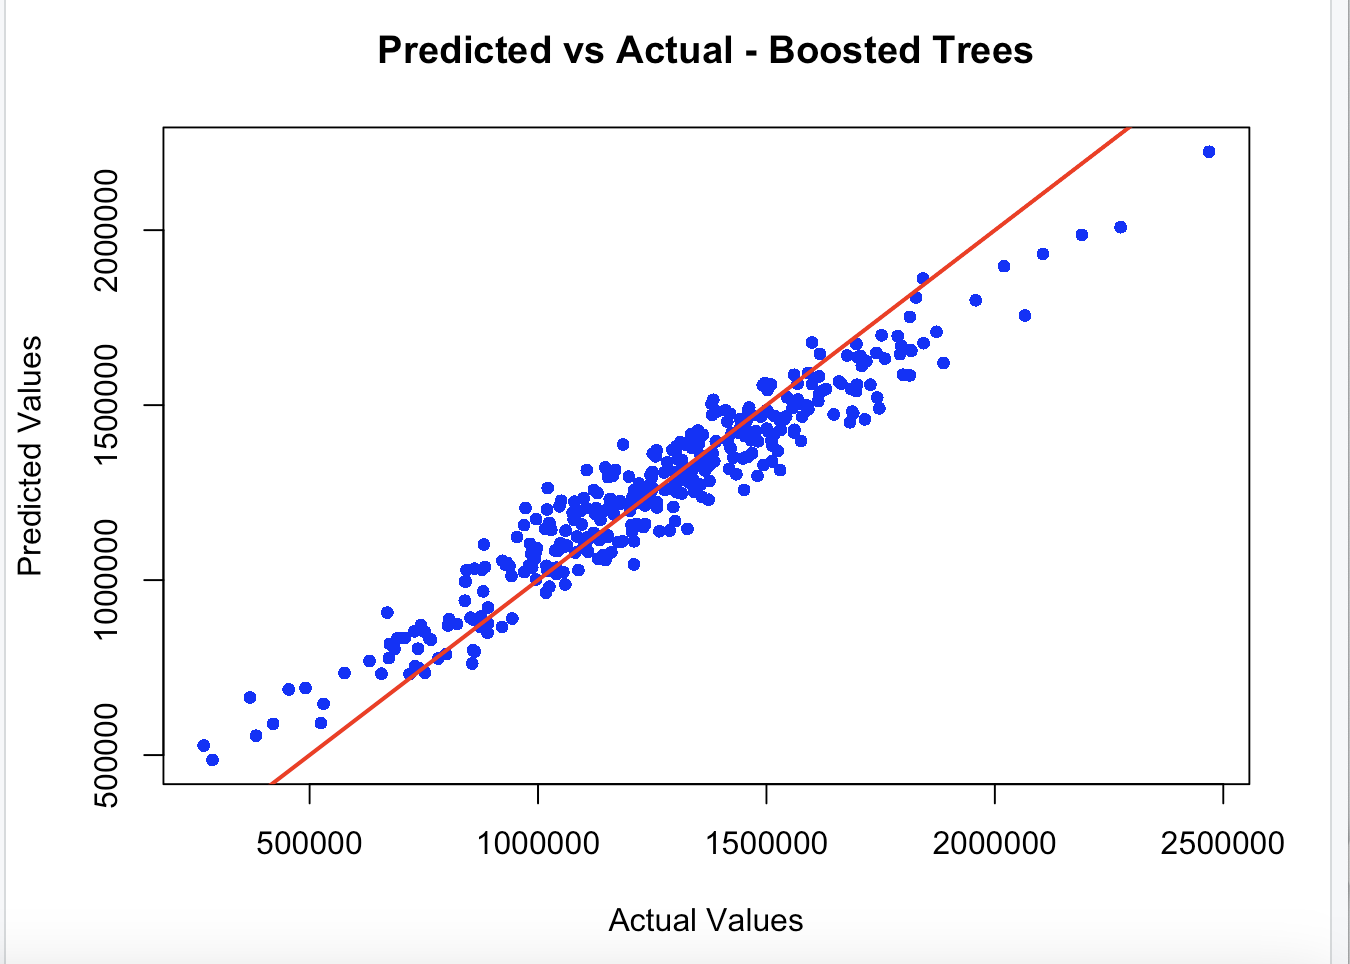 Predicted vs Actual - Boosted Trees
2000000
1500000
1000000
500000
Predicted Values
500000 1000000 1500000 2000000 2500000
Actual Values